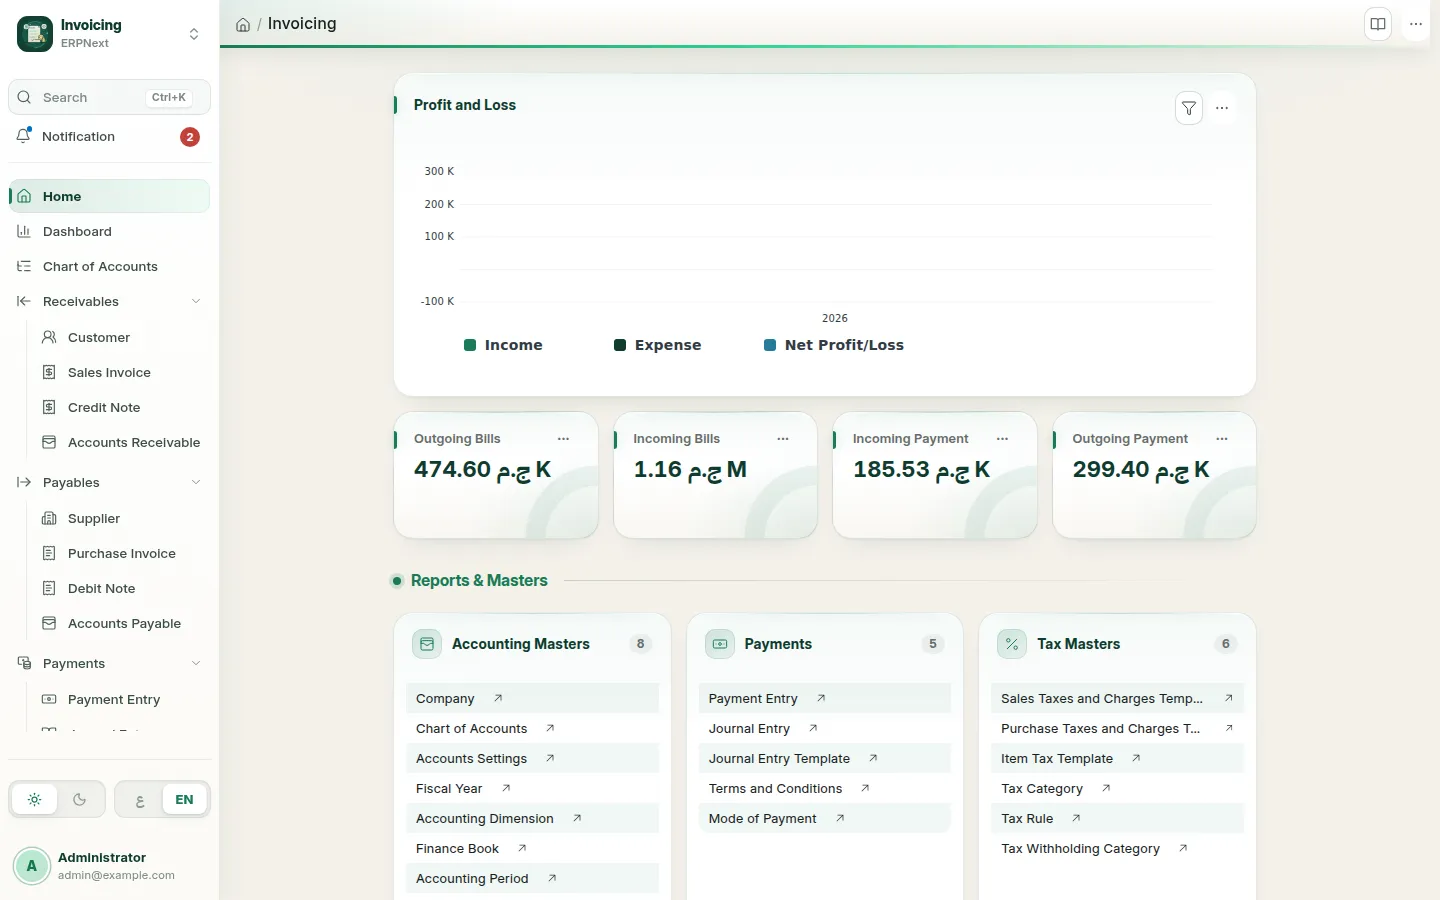 Invoicing
ERPNext
Search
Ctrl+K
Notification
2
Home
Dashboard
Chart of Accounts
Receivables
Customer
Sales Invoice
Credit Note
Accounts Receivable
Payables
Supplier
Purchase Invoice
Debit Note
Accounts Payable
Payments
Payment Entry
ع
EN
A
Administrator
admin@example.com
/ Invoicing
Profit and Loss
300 K
200 K
100 K
-100 K
2026
Income
Expense
Net Profit/Loss
Outgoing Bills
474.60 ج.م K
Incoming Bills
1.16 ج.م M
Incoming Payment
185.53 ج.م K
Outgoing Payment
299.40 ج.م K
Reports & Masters
Accounting Masters
8
Company
Chart of Accounts
Accounts Settings
Fiscal Year
Accounting Dimension
Finance Book
Accounting Period
Payments
5
Payment Entry
Journal Entry
Journal Entry Template
Terms and Conditions
Mode of Payment
Tax Masters
6
Sales Taxes and Charges Temp...
Purchase Taxes and Charges T...
Item Tax Template
Tax Category
Tax Rule
Tax Withholding Category